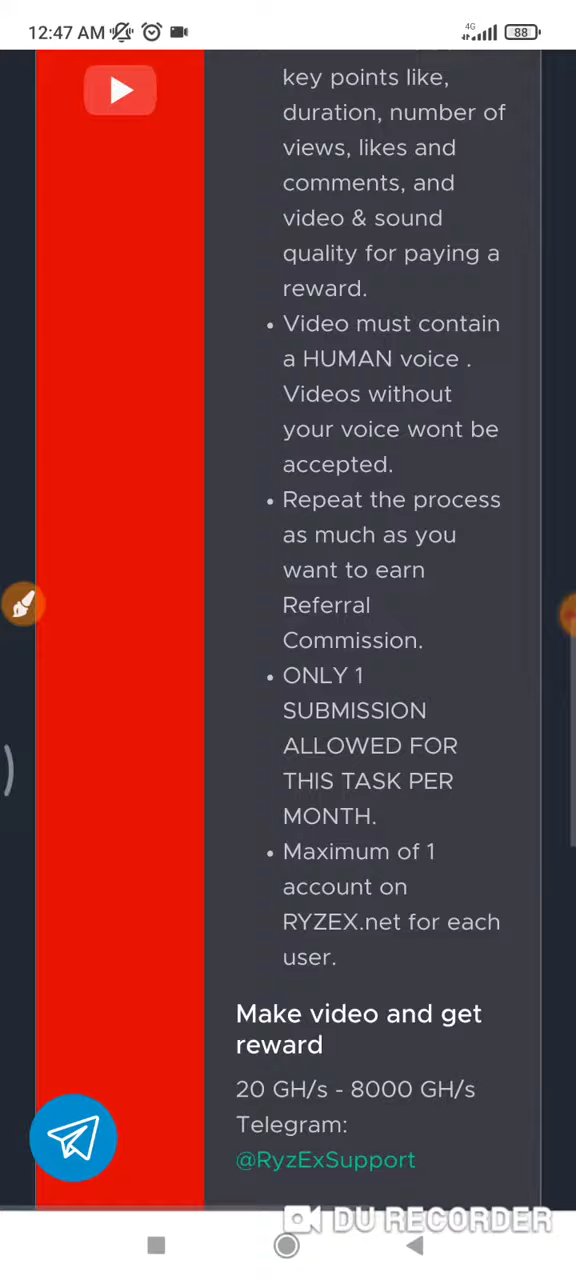 12:47 AM
4G
88
key points like,
duration, number of
views, likes and
comments, and
video & sound
quality for paying a
reward.
• Video must contain
a HUMAN voice .
Videos without
your voice wont be
accepted.
• Repeat the process
as much as you
want to earn
Referral
Commission.
• ONLY 1
SUBMISSION
ALLOWED FOR
THIS TASK PER
MONTH.
• Maximum of 1
account on
RYZEX.net for each
user.
Make video and get
reward
20 GH/s - 8000 GH/s
Telegram:
@RyzExSupport
DU RECORDER